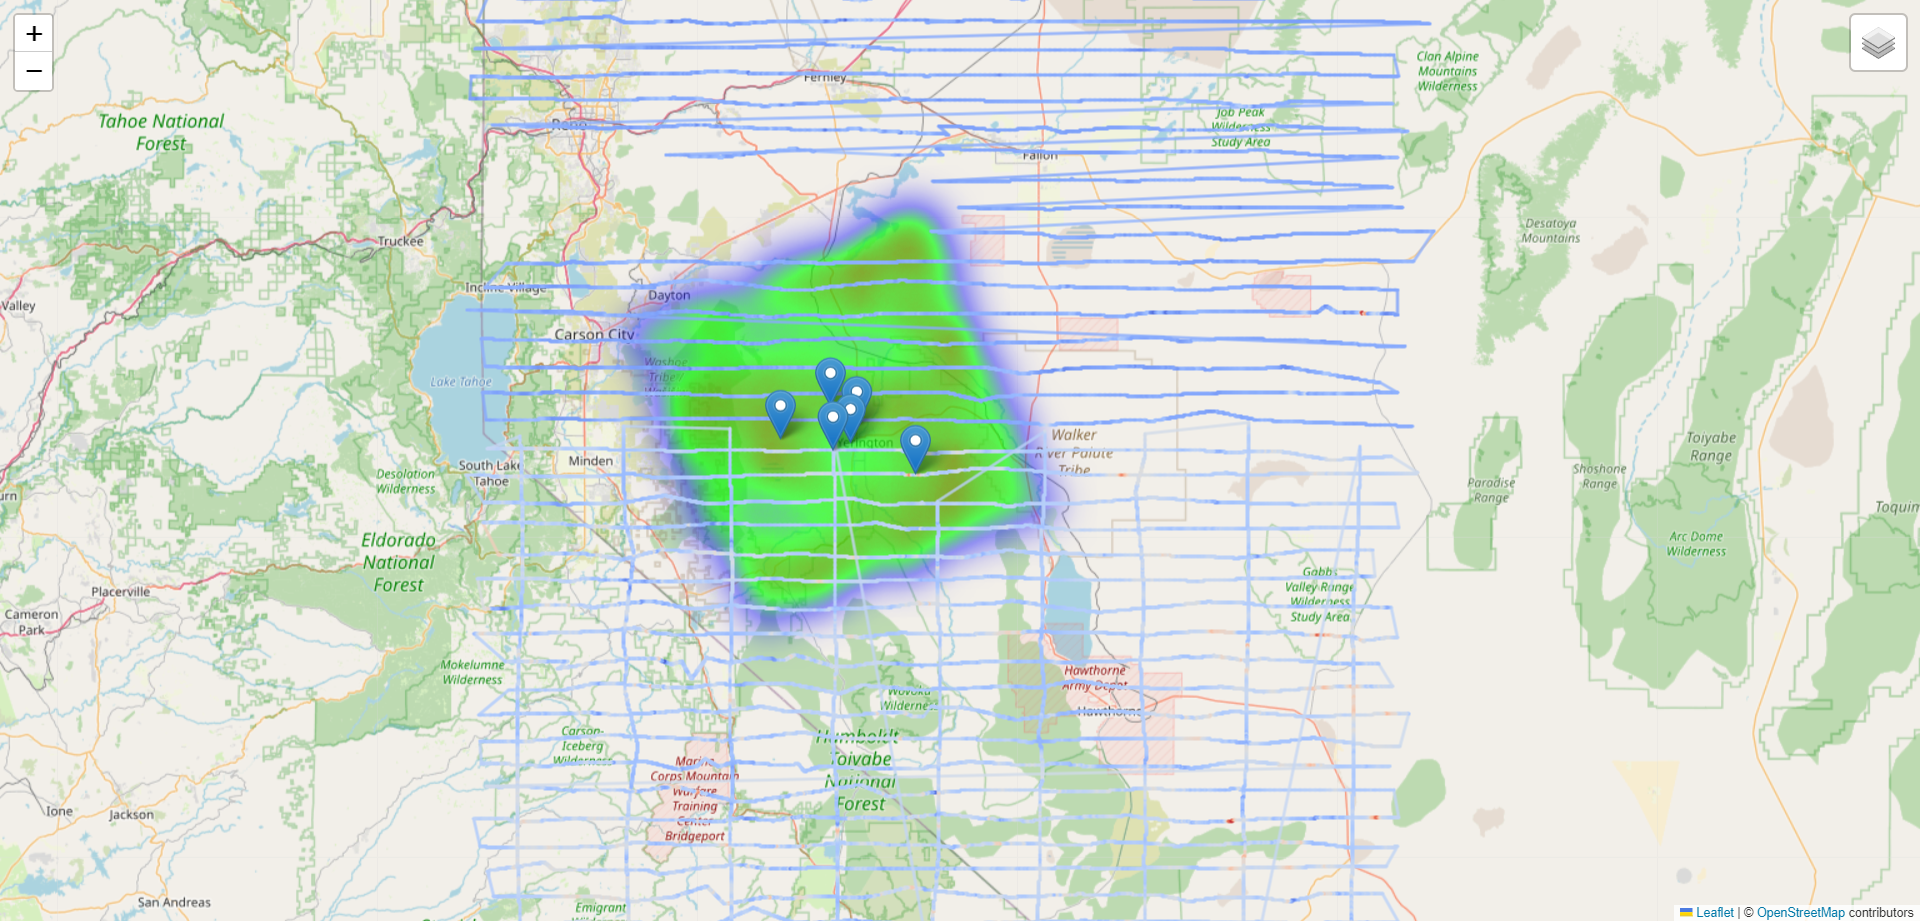 +
−
Tahoe National
Forest
Reno
Fernley
Fallon
Clan Alpine
Mountains
Wilderness
Job Peak
Wilderness
Study Area
Desatoya
Mountains
Truckee
Valley
Incline Village
Dayton
Carson City
Washoe
Tribe
Lake Tahoe
Yerington
Walker
River Paiute
Tribe
South Lake
Tahoe
Minden
Desolation
Wilderness
Toiyabe
Range
Shoshone
Range
Paradise
Range
Toquim
Arc Dome
Wilderness
urn
Eldorado
National
Forest
Placerville
Cameron
Park
Gabbs
Valley Range
Wilderness
Study Area
Mokelumne
Wilderness
Hawthorne
Army Depot
Hawthorne
Wovoka
Wilderness
Carson-
Iceberg
Wilderness
Humboldt
Toiyabe
National
Forest
Marine
Corps Mountain
Warfare
Training
Center
Bridgeport
Ione
Jackson
San Andreas
Emigrant
Wilderness
Leaflet | © OpenStreetMap contributors